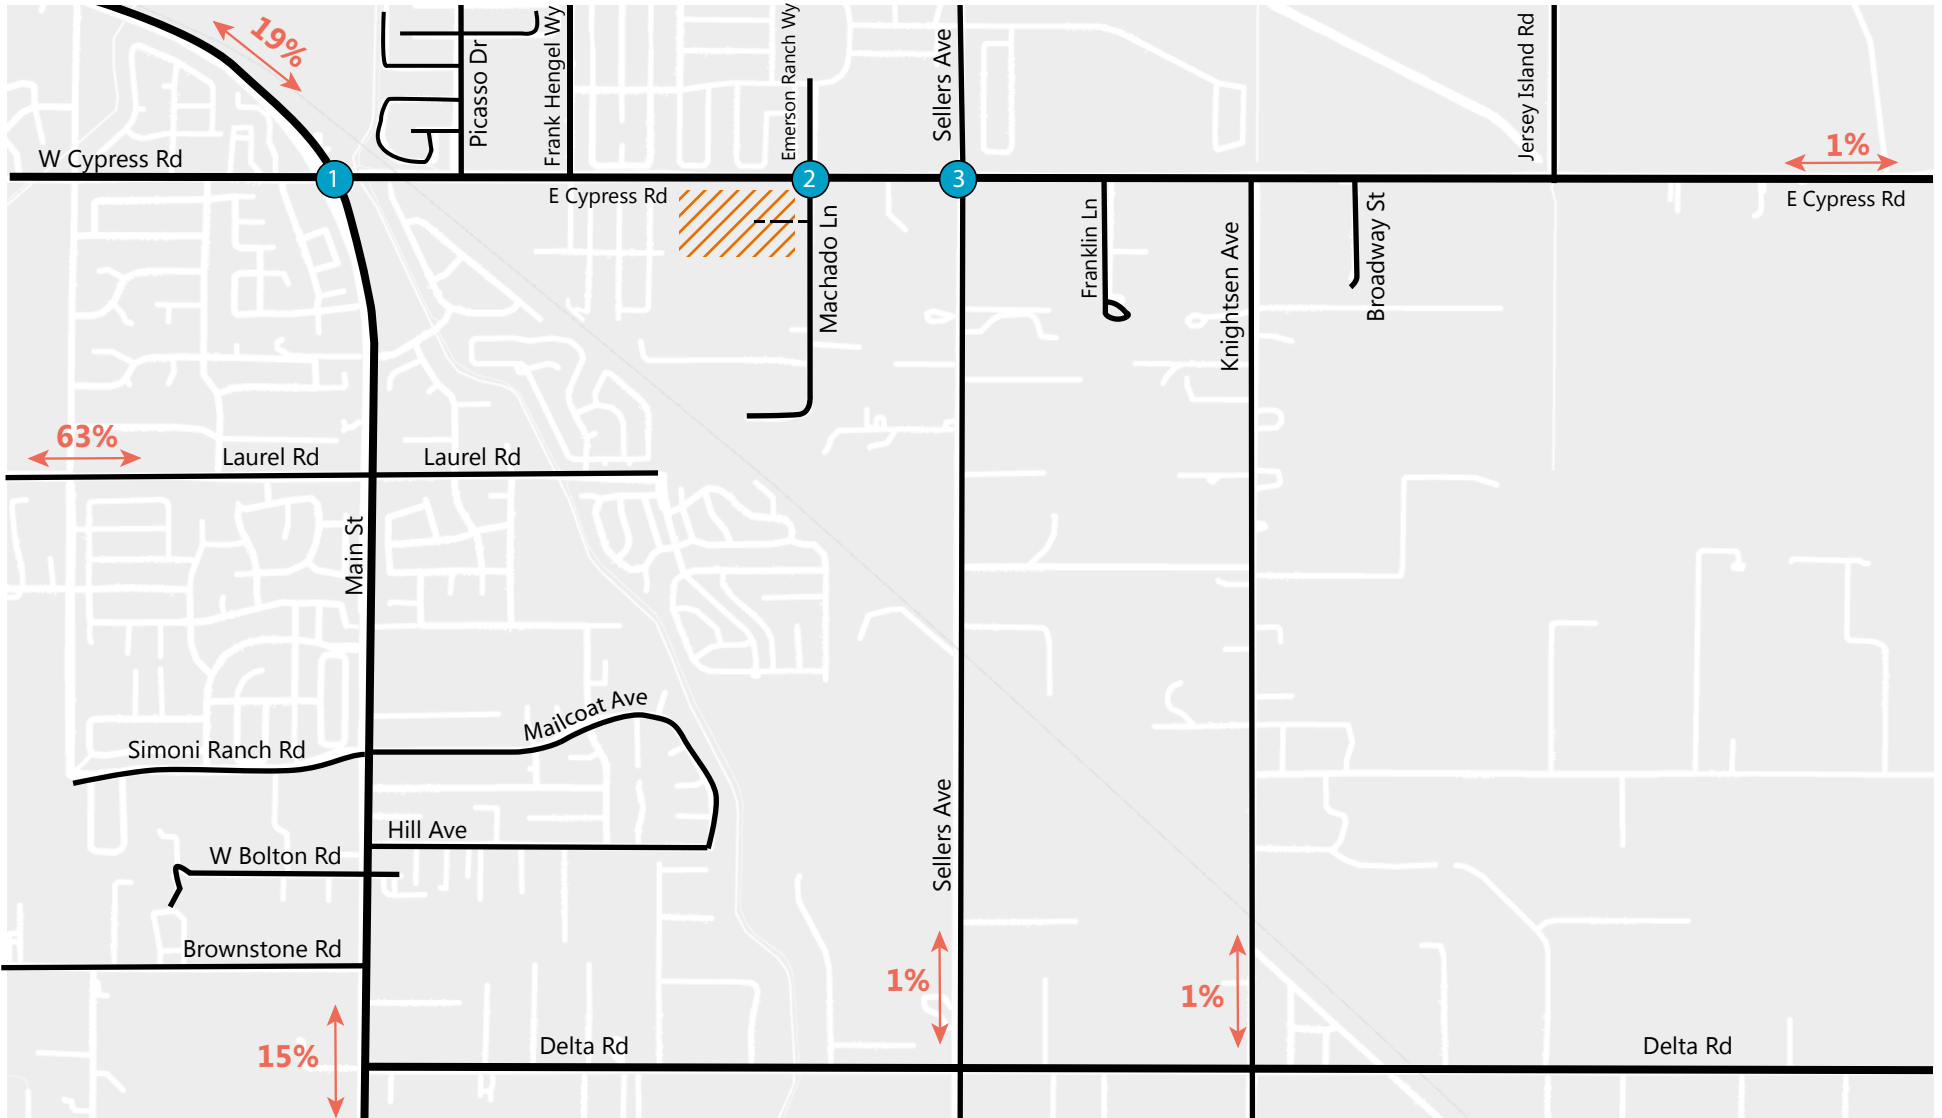 19%
Picasso Dr
Frank Hengel Wy
Emerson Ranch Wy
Sellers Ave
Jersey Island Rd
W Cypress Rd
1%
1
2
3
E Cypress Rd
E Cypress Rd
Machado Ln
Franklin Ln
Knightsen Ave
Broadway St
63%
Laurel Rd
Laurel Rd
Main St
Mailcoat Ave
Simoni Ranch Rd
Hill Ave
Sellers Ave
W Bolton Rd
Brownstone Rd
1%
1%
15%
Delta Rd
Delta Rd